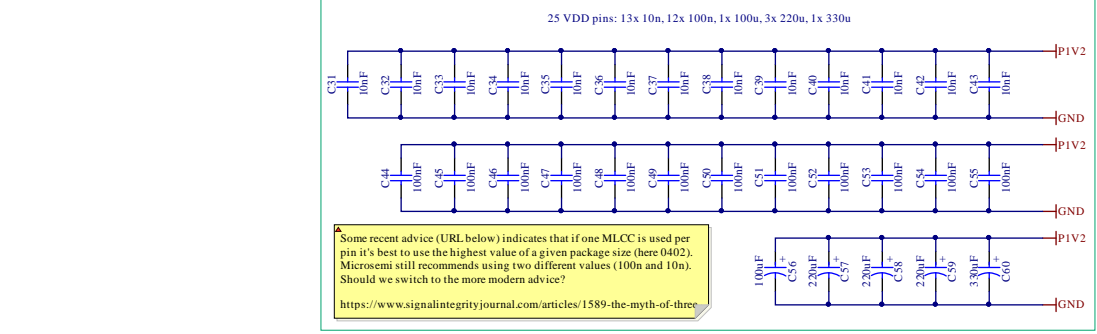 25 VDD pins: 13x 10n, 12x 100n, 1x 100u, 3x 220u, 1x 330u
P1V2
C31 10nF C32 10nF C33 10nF C34 10nF C35 10nF C36 10nF C37 10nF C38 10nF C39 10nF C40 10nF C41 10nF C42 10nF C43 10nF
GND
P1V2
C44 100nF C45 100nF C46 100nF C47 100nF C48 100nF C49 100nF C50 100nF C51 100nF C52 100nF C53 100nF C54 100nF C55 100nF
GND
Some recent advice (URL below) indicates that if one MLCC is used per
pin it's best to use the highest value of a given package size (here 0402).
Microsemi still recommends using two different values (100n and 10n).
Should we switch to the more modern advice?
https://www.signalintegrityjournal.com/articles/1589-the-myth-of-three
P1V2
100uF C56 + 220uF C57 + 220uF C58 + 220uF C59 + 330uF C60 +
GND